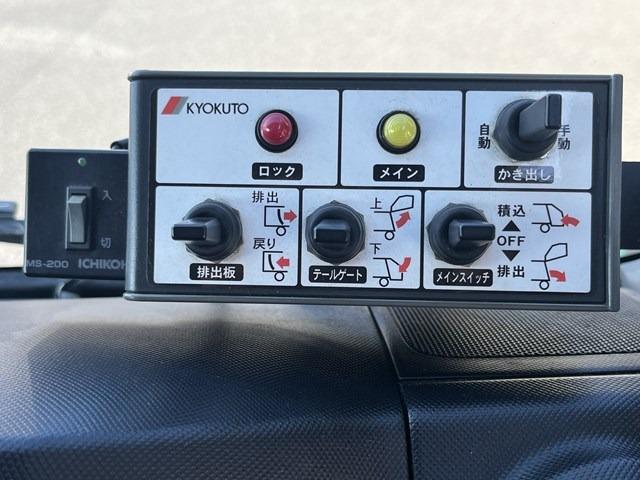 KYOKUTO
ロック
メイン
自動
手動
かき出し
排出
戻り
排出板
上
下
テールゲート
積込
OFF
排出
メインスイッチ
入
切
MS-200 ICHIKOH